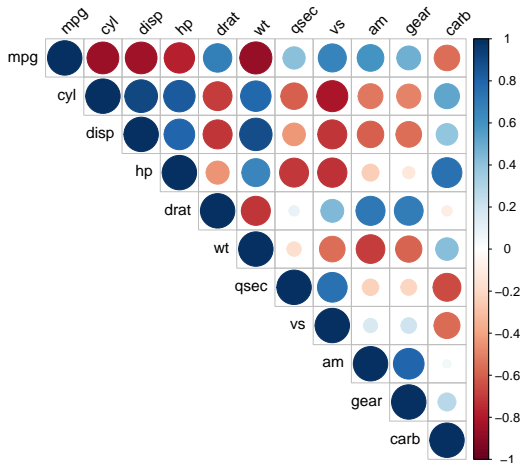 mpg cyl disp hp drat wt qsec vs am gear carb
mpg
cyl
disp
hp
drat
wt
qsec
vs
am
gear
carb
1
0.8
0.6
0.4
0.2
0
−0.2
−0.4
−0.6
−0.8
−1